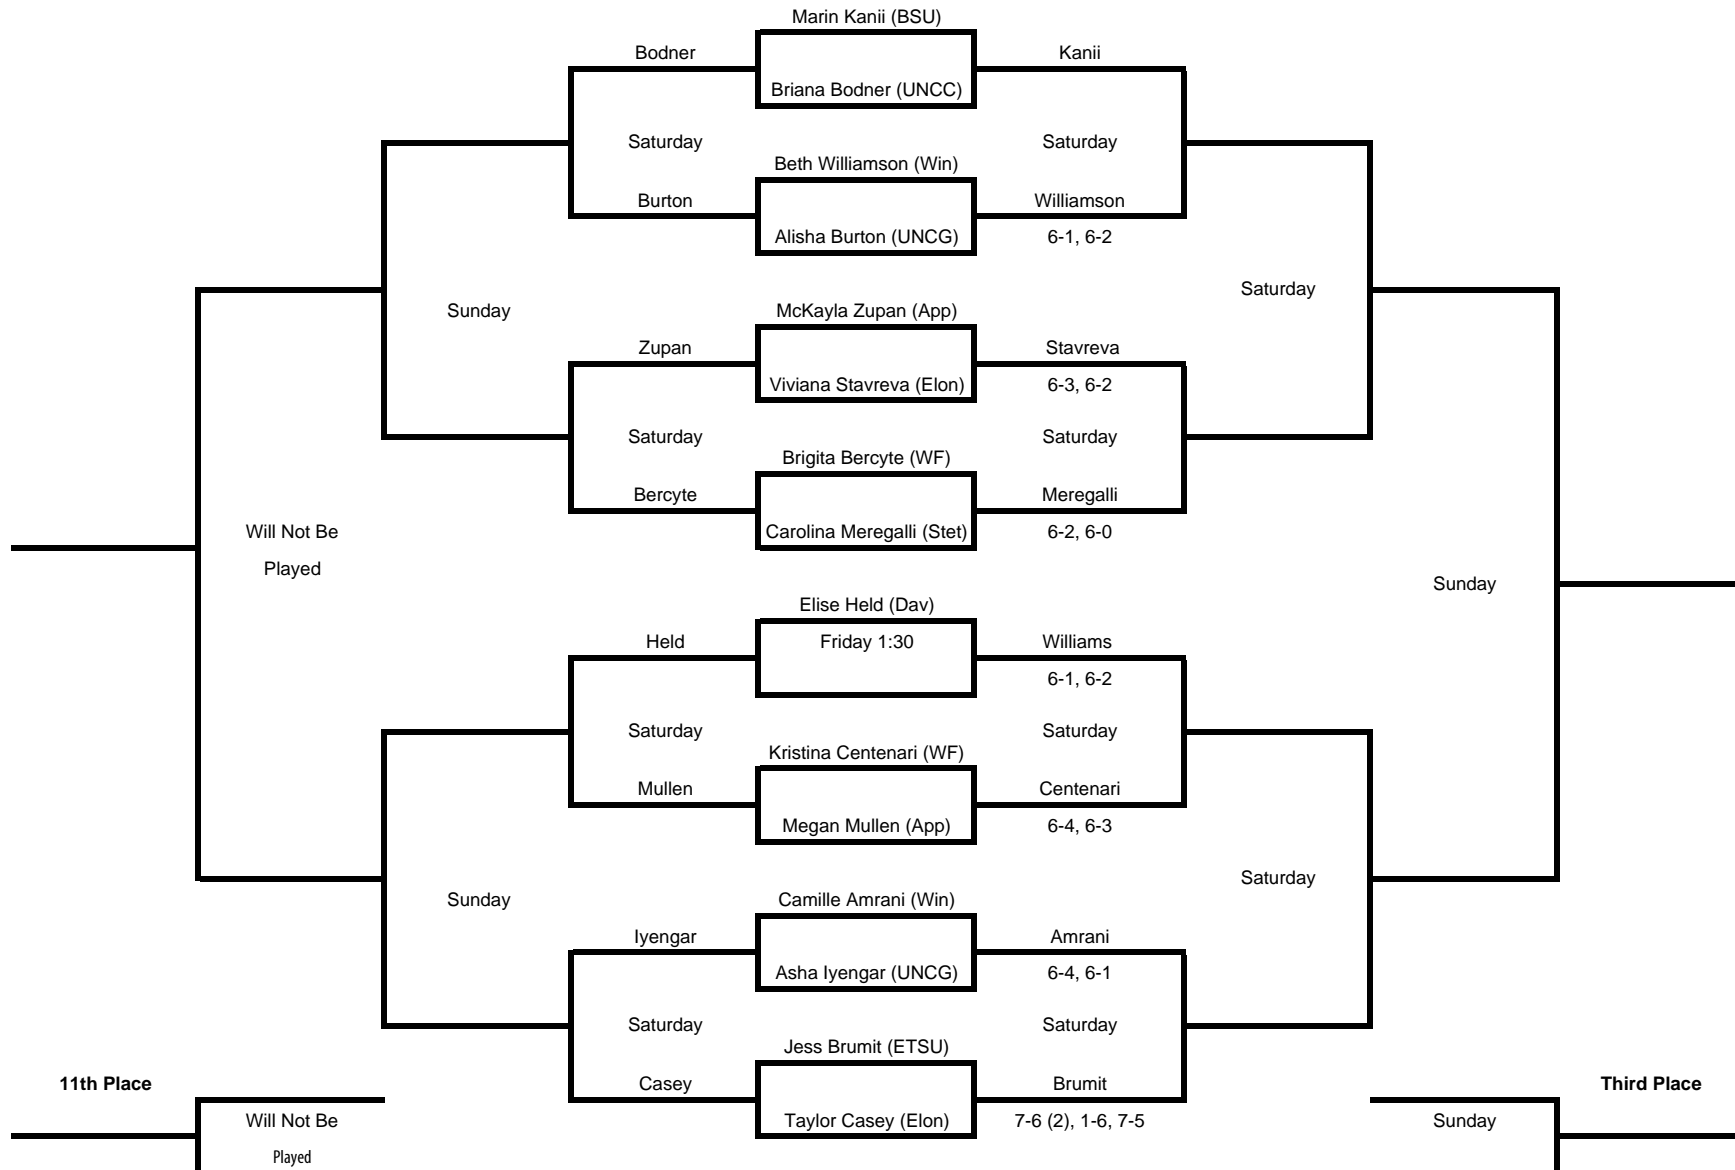 Marin Kanii (BSU)
Bodner
Kanii
Briana Bodner (UNCC)
Saturday
Saturday
Beth Williamson (Win)
Burton
Williamson
Alisha Burton (UNCG)
6-1, 6-2
Saturday
Sunday
McKayla Zupan (App)
Zupan
Stavreva
Viviana Stavreva (Elon)
6-3, 6-2
Saturday
Saturday
Brigita Bercyte (WF)
Bercyte
Meregalli
Will Not Be
Carolina Meregalli (Stet)
6-2, 6-0
Played
Sunday
Elise Held (Dav)
Held
Friday 1:30
Williams
6-1, 6-2
Saturday
Saturday
Kristina Centenari (WF)
Mullen
Centenari
Megan Mullen (App)
6-4, 6-3
Saturday
Sunday
Camille Amrani (Win)
Iyengar
Amrani
Asha Iyengar (UNCG)
6-4, 6-1
Saturday
Saturday
Jess Brumit (ETSU)
11th Place
Casey
Brumit
Third Place
Will Not Be
Taylor Casey (Elon)
7-6 (2), 1-6, 7-5
Sunday
Played